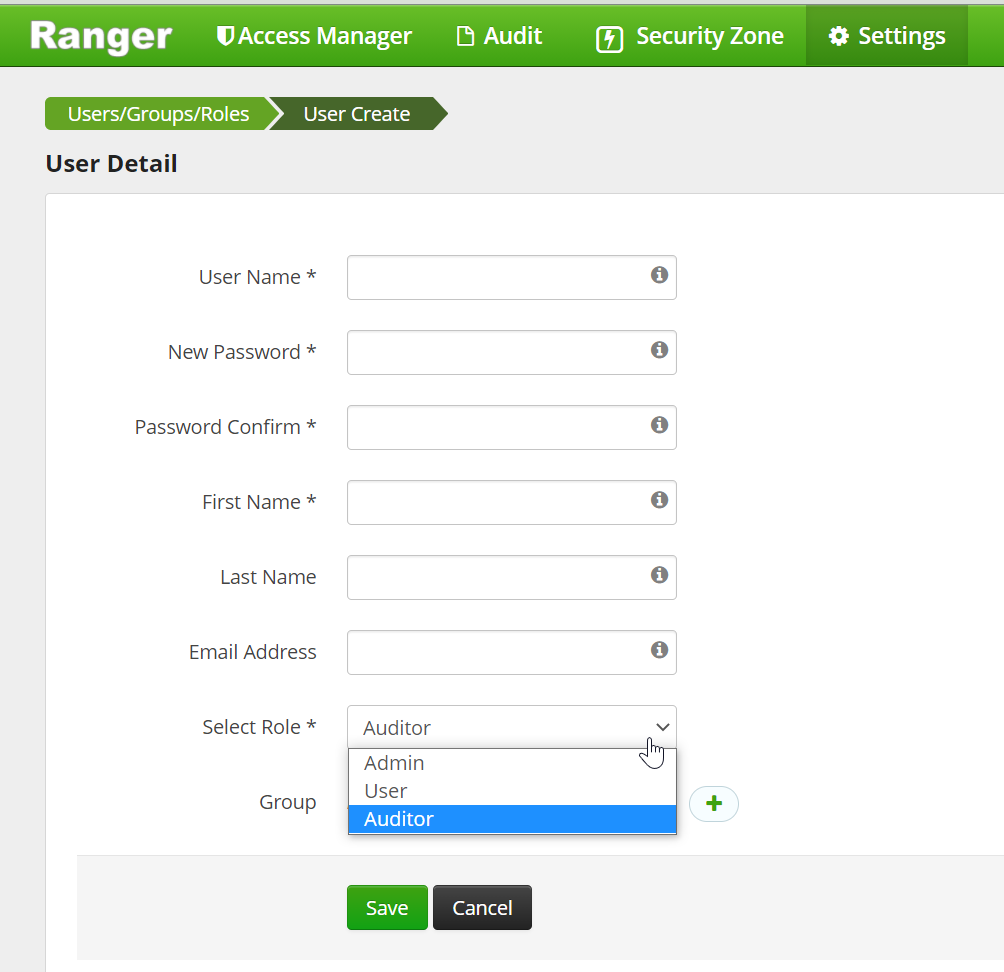 Ranger Access Manager Audit Security Zone Settings
Users/Groups/Roles User Create
User Detail
User Name *
New Password *
Password Confirm *
First Name *
Last Name
Email Address
Select Role * Auditor
Admin
User
Group
Auditor
Save Cancel